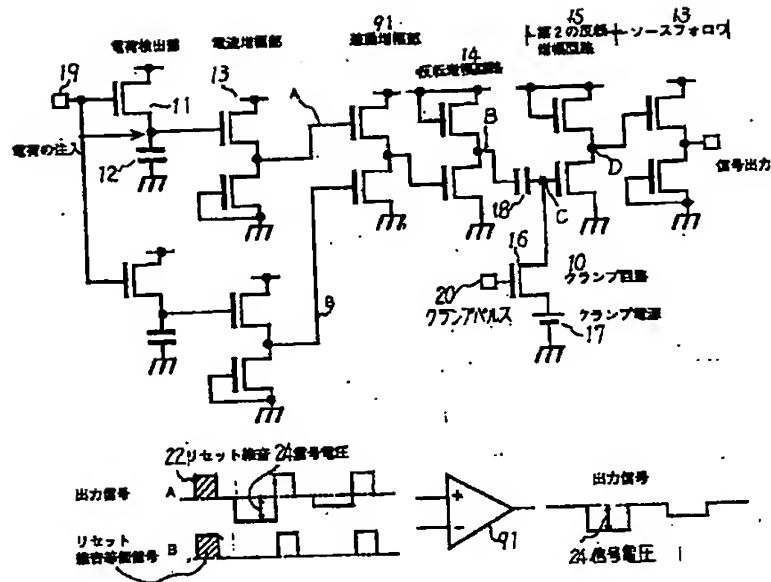 電荷検出器
電流増幅部
91
差動増幅部
14
反転増幅回路
15
第2の反転
増幅回路
13
ソースフォロワ
19
11
13
A
電荷の注入
12
B
B
18
C
D
信号出力
16
10
クランプ回路
20
クランプパルス
クランプ電源
17
22 リセット雑音 24 信号電圧
出力信号 A
リセット
雑音等価信号 B
+
-
91
出力信号
24 信号電圧